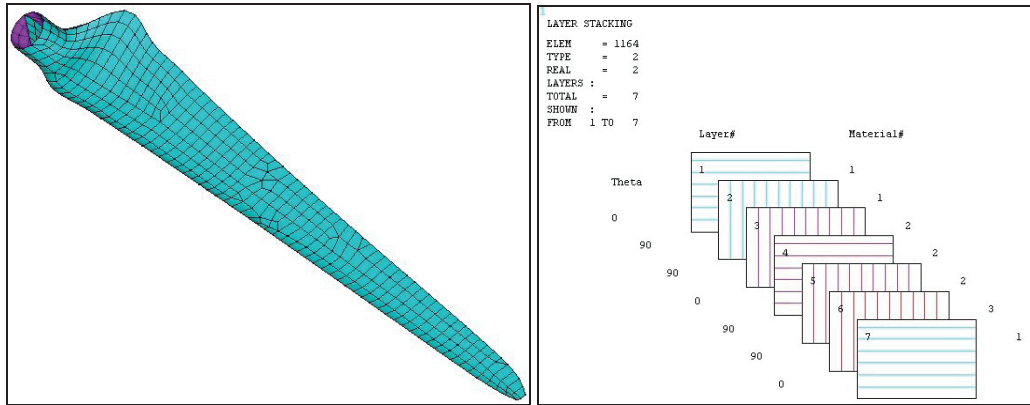 1
LAYER STACKING
ELEM = 1164
TYPE = 2
REAL = 2
LAYERS :
TOTAL = 7
SHOWN :
FROM 1 TO 7
Layer# Material#
Theta
1 1
2 1
0
3 2
90
4 2
90
5 2
0
6 3
90
7 1
90
0